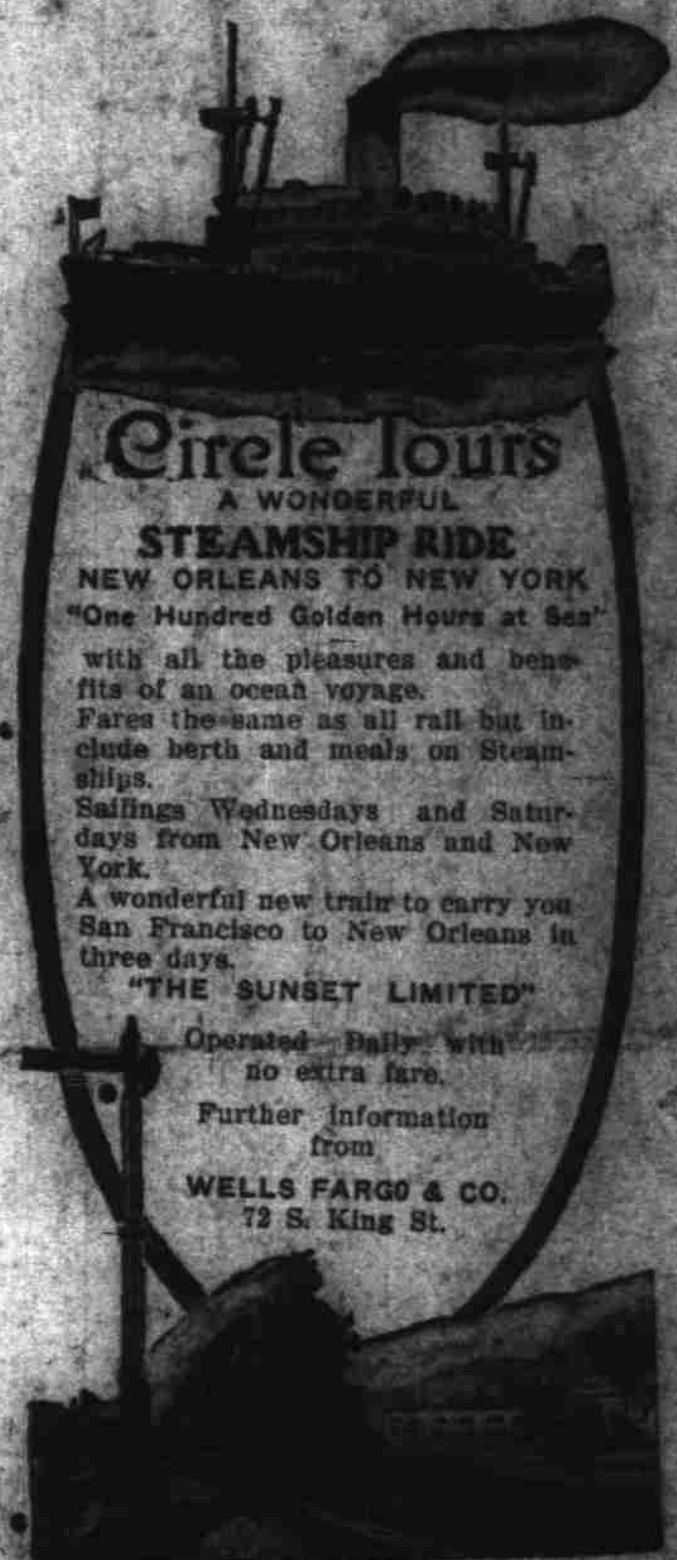 Circle Tours
A WONDERFUL
STEAMSHIP RIDE
NEW ORLEANS TO NEW YORK
"One Hundred Golden Hours at Sea"
with all the pleasures and bene-
fits of an ocean voyage.
Fares the same as all rail but in-
clude berth and meals on Steam-
ships.
Sailings Wednesdays and Satur-
days from New Orleans and New
York.
A wonderful new train to carry you
San Francisco to New Orleans in
three days.
"THE SUNSET LIMITED"
Operated Daily with
no extra fare.
Further information
from
WELLS FARGO & CO.
72 S. King St.